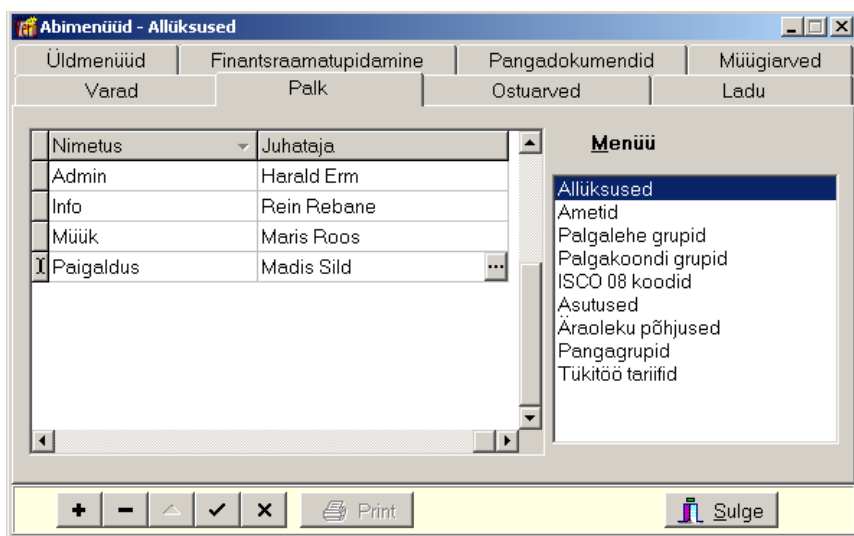 Abimenüüd - Allüksused
Üldmenüüd
Finantsraamatupidamine
Pangadokumendid
Müügiarved
Varad
Palk
Ostuarved
Ladu
Nimetus
Juhataja
Admin
Harald Erm
Info
Rein Rebane
Müük
Maris Roos
Paigaldus
Madis Sild
...
Menüü
Allüksused
Ametid
Palgalehe grupid
Palgakoondi grupid
ISCO 08 koodid
Asutused
Äraoleku põhjused
Pangagrupid
Tükitöö tariifid
Print
Sulge